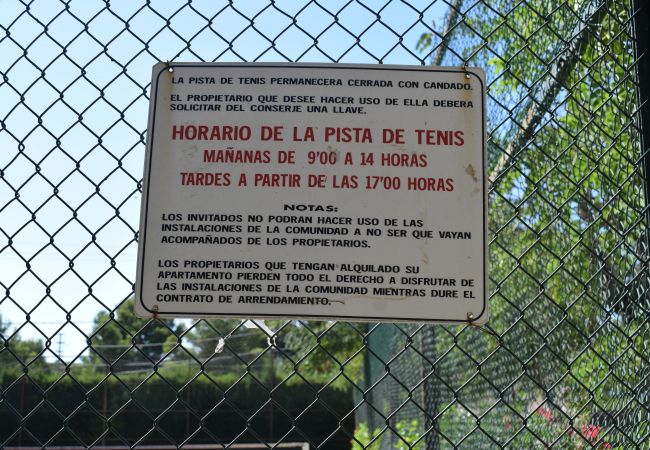 LA PISTA DE TENIS PERMANECERA CERRADA CON CANDADO.
EL PROPIETARIO QUE DESEE HACER USO DE ELLA DEBERA
SOLICITAR DEL CONSERJE UNA LLAVE.
HORARIO DE LA PISTA DE TENIS
MAÑANAS DE 9'00 A 14 HORAS
TARDES A PARTIR DE LAS 17'00 HORAS
NOTAS:
LOS INVITADOS NO PODRAN HACER USO DE LAS
INSTALACIONES DE LA COMUNIDAD A NO SER QUE VAYAN
ACOMPAÑADOS DE LOS PROPIETARIOS.
LOS PROPIETARIOS QUE TENGAN ALQUILADO SU
APARTAMENTO PIERDEN TODO EL DERECHO A DISFRUTAR DE
LAS INSTALACIONES DE LA COMUNIDAD MIENTRAS DURE EL
CONTRATO DE ARRENDAMIENTO.